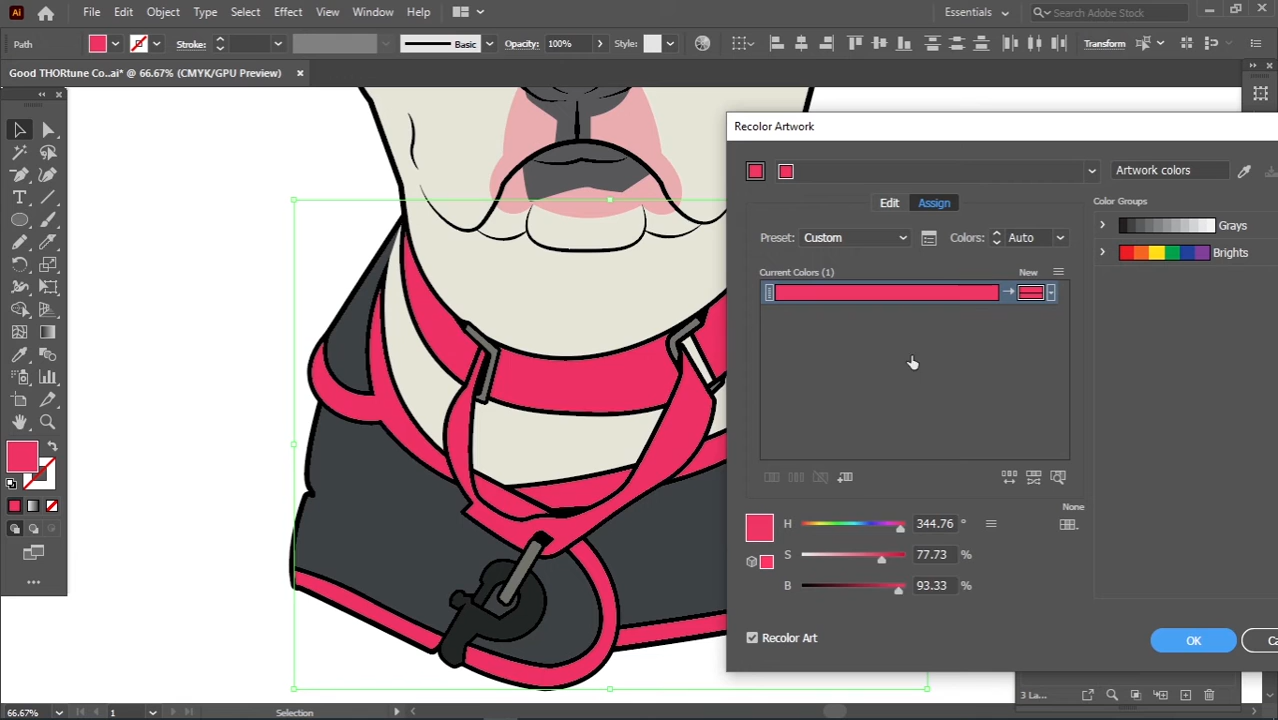 Ai File Edit Object Type Select Effect View Window Help Essentials Search Adobe Stock
Path Stroke: Basic Opacity: 100% Style: Transform
Good THORtune Co..ai* @ 66.67% (CMYK/GPU Preview)
Recolor Artwork
Artwork colors
Edit Assign
Color Groups
Preset: Custom Colors: Auto
Grays
Current Colors (1) New
Brights
None
H 344.76 °
S 77.73 %
B 93.33 %
Recolor Art
OK Ca
3 La...
66.67% 1 Selection